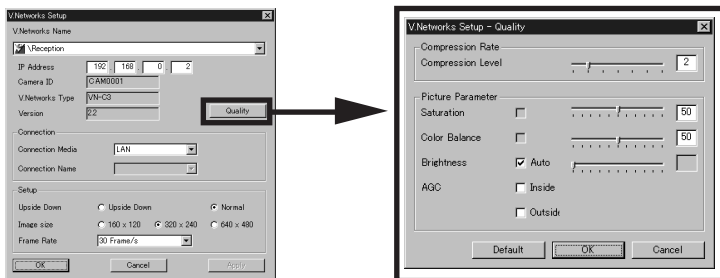 V.Networks Setup
V.Networks Name
\Reception
IP Address 192 168 0 2
Camera ID CAM0001
V.Networks Type VN-C3
Version 2.2
Quality
Connection
Connection Media LAN
Connection Name
Setup
Upside Down Upside Down Normal
Image size 160 x 120 320 x 240 640 x 480
Frame Rate 30 Frame/s
OK Cancel Apply
V.Networks Setup - Quality
Compression Rate
Compression Level 2
Picture Parameter
Saturation 50
Color Balance 50
Brightness Auto
AGC Inside
Outside
Default OK Cancel